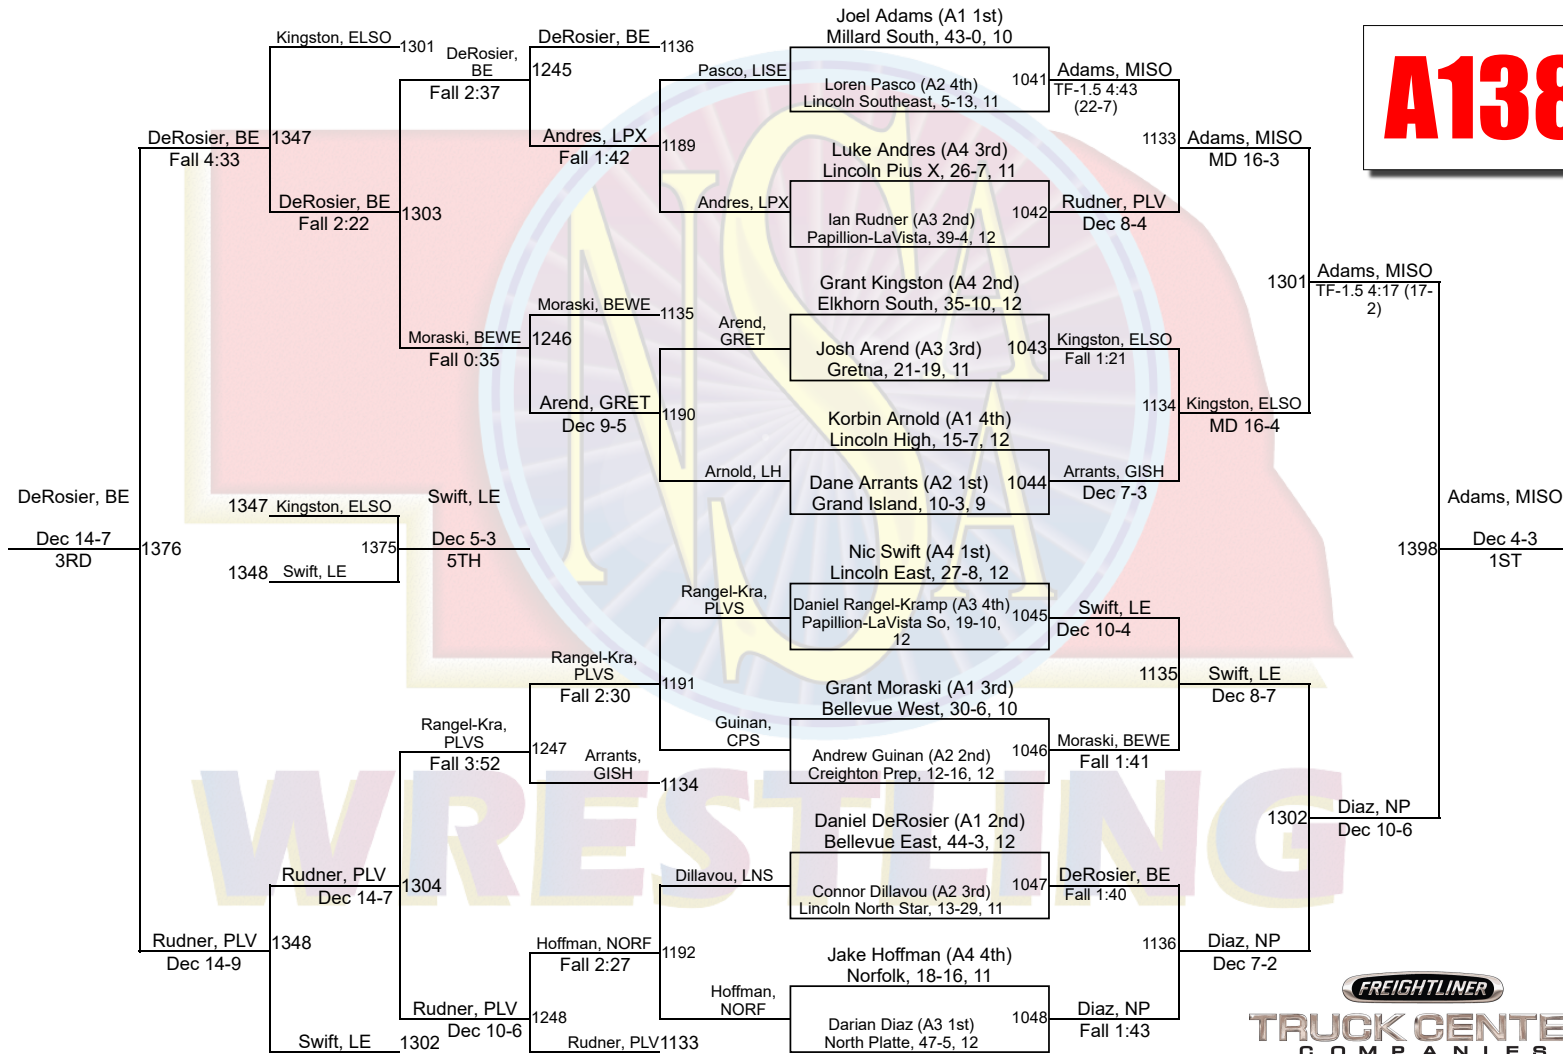 Joel Adams (A1 1st)
Millard South, 43-0, 10
Loren Pasco (A2 4th)
Lincoln Southeast, 5-13, 11
Luke Andres (A4 3rd)
Lincoln Pius X, 26-7, 11
Ian Rudner (A3 2nd)
Papillion-LaVista, 39-4, 12
Grant Kingston (A4 2nd)
Elkhorn South, 35-10, 12
Josh Arend (A3 3rd)
Gretna, 21-19, 11
Korbin Arnold (A1 4th)
Lincoln High, 15-7, 12
Dane Arrants (A2 1st)
Grand Island, 10-3, 9
Nic Swift (A4 1st)
Lincoln East, 27-8, 12
Daniel Rangel-Kramp (A3 4th)
Papillion-LaVista So, 19-10,
12
Grant Moraski (A1 3rd)
Bellevue West, 30-6, 10
Andrew Guinan (A2 2nd)
Creighton Prep, 12-16, 12
Daniel DeRosier (A1 2nd)
Bellevue East, 44-3, 12
Connor Dillavou (A2 3rd)
Lincoln North Star, 13-29, 11
Jake Hoffman (A4 4th)
Norfolk, 18-16, 11
Darian Diaz (A3 1st)
North Platte, 47-5, 12
1041
Adams, MISO
TF-1.5 4:43
(22-7)
1042
Rudner, PLV
Dec 8-4
1043
Kingston, ELSO
Fall 1:21
1044
Arrants, GISH
Dec 7-3
1045
Swift, LE
Dec 10-4
1046
Moraski, BEWE
Fall 1:41
1047
DeRosier, BE
Fall 1:40
1048
Diaz, NP
Fall 1:43
1133
Adams, MISO
MD 16-3
1134
Kingston, ELSO
MD 16-4
1135
Swift, LE
Dec 8-7
1136
Diaz, NP
Dec 7-2
1301
Adams, MISO
TF-1.5 4:17 (17-
2)
1302
Diaz, NP
Dec 10-6
1398
Adams, MISO
Dec 4-3
1ST
Pasco, LISE
Andres, LPX
Arend,
GRET
Arnold, LH
Rangel-Kra,
PLVS
Guinan,
CPS
Dillavou, LNS
Hoffman,
NORF
DeRosier, BE
1136
Andres, LPX
Fall 1:42
1189
Moraski, BEWE
1135
Arend, GRET
Dec 9-5
1190
Rangel-Kra,
PLVS
Fall 2:30
1191
Arrants,
GISH
1134
Hoffman, NORF
Fall 2:27
1192
Rudner, PLV
1133
DeRosier,
BE
Fall 2:37
1245
Moraski, BEWE
Fall 0:35
1246
Rangel-Kra,
PLVS
Fall 3:52
1247
Rudner, PLV
Dec 10-6
1248
Kingston, ELSO
1301
DeRosier, BE
Fall 2:22
1303
Rudner, PLV
Dec 14-7
1304
Swift, LE
1302
DeRosier, BE
Fall 4:33
1347
Rudner, PLV
Dec 14-9
1348
DeRosier, BE
Dec 14-7
3RD
1376
1347
Kingston, ELSO
1348
Swift, LE
1375
Swift, LE
Dec 5-3
5TH
A138
NSAA
WRESTLING
FREIGHTLINER
TRUCK CENTE
COMPANIES